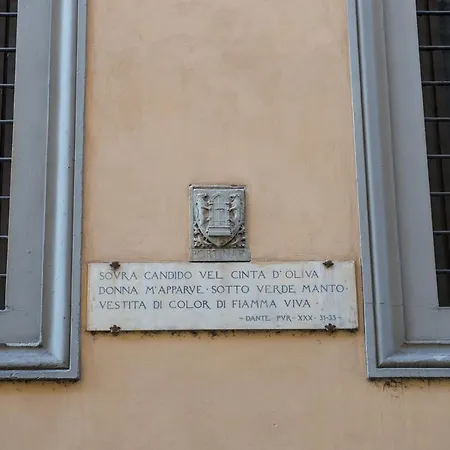 SOVRA CANDIDO VEL CINTA D'OLIVA
DONNA M'APPARVE · SOTTO VERDE MANTO ·
VESTITA DI COLOR DI FIAMMA VIVA ·
~ DANTE PVR · XXX · 31-33 ~